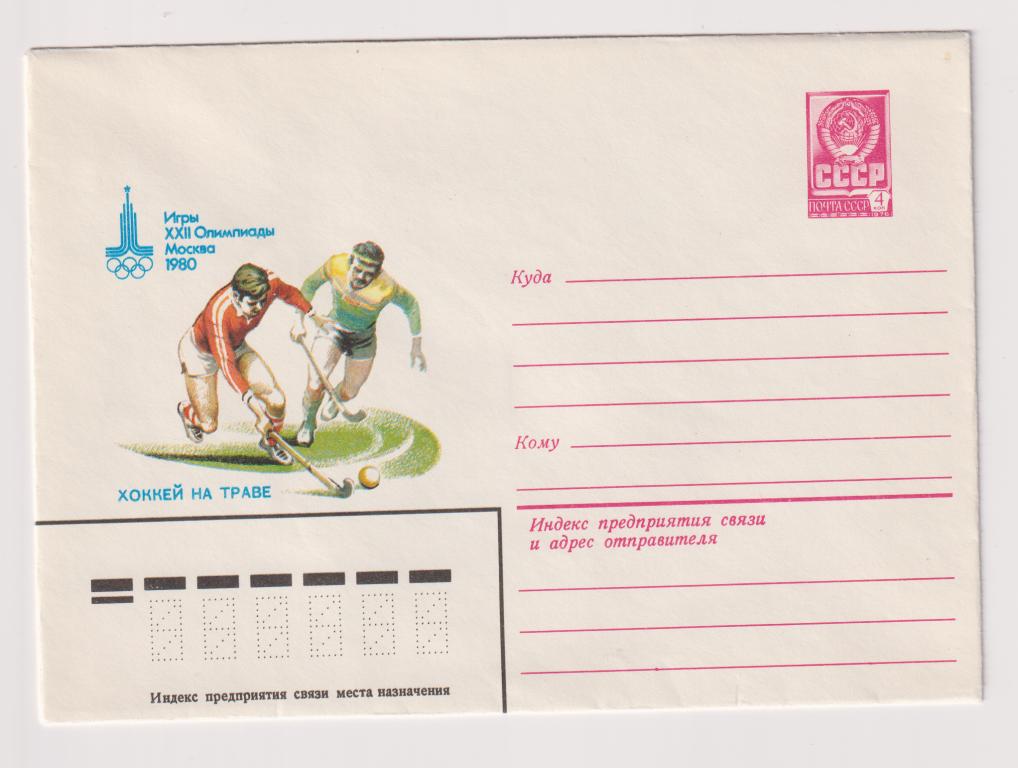 СССР
ПОЧТА СССР 4 КОП
1976
Игры
XXII Олимпиады
Москва
1980
ХОККЕЙ НА ТРАВЕ
Куда
Кому
Индекс предприятия связи
и адрес отправителя
Индекс предприятия связи места назначения